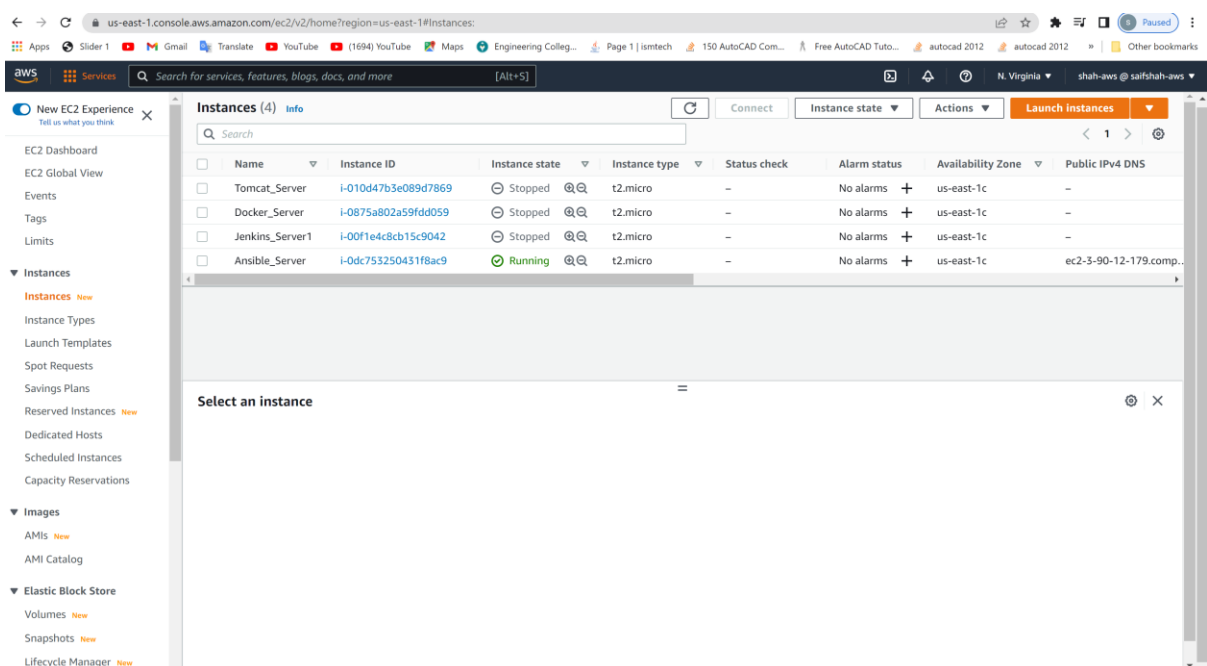 us-east-1.console.aws.amazon.com/ec2/v2/home?region=us-east-1#Instances:
S Paused
Apps Slider 1 Gmail Translate YouTube (1694) YouTube Maps Engineering Colleg... Page 1 | ismtech 150 AutoCAD Com... Free AutoCAD Tuto... autocad 2012 autocad 2012 » Other bookmarks
aws Services Search for services, features, blogs, docs, and more [Alt+S] N. Virginia ▼ shah-aws @ saifshah-aws ▼
New EC2 Experience
Tell us what you think
EC2 Dashboard
EC2 Global View
Events
Tags
Limits
Instances
Instances New
Instance Types
Launch Templates
Spot Requests
Savings Plans
Reserved Instances New
Dedicated Hosts
Scheduled Instances
Capacity Reservations
Images
AMIs New
AMI Catalog
Elastic Block Store
Volumes New
Snapshots New
Lifecycle Manager New
Instances (4) Info Connect Instance state ▼ Actions ▼ Launch instances ▼
Search < 1 >
Name Instance ID Instance state Instance type Status check Alarm status Availability Zone Public IPv4 DNS
Tomcat_Server i-010d47b3e089d7869 Stopped t2.micro – No alarms + us-east-1c –
Docker_Server i-0875a802a59fdd059 Stopped t2.micro – No alarms + us-east-1c –
Jenkins_Server1 i-00f1e4c8cb15c9042 Stopped t2.micro – No alarms + us-east-1c –
Ansible_Server i-0dc753250431f8ac9 Running t2.micro – No alarms + us-east-1c ec2-3-90-12-179.comp...
Select an instance